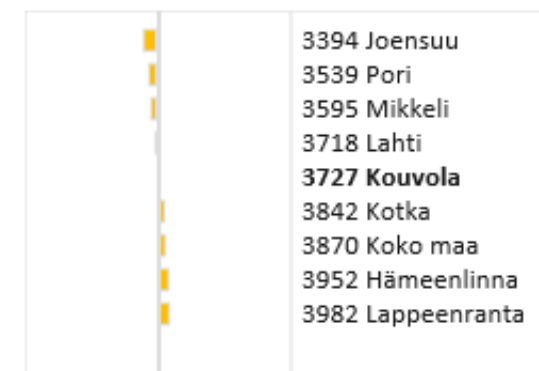 3394 Joensuu
3539 Pori
3595 Mikkeli
3718 Lahti
3727 Kouvola
3842 Kotka
3870 Koko maa
3952 Hämeenlinna
3982 Lappeenranta